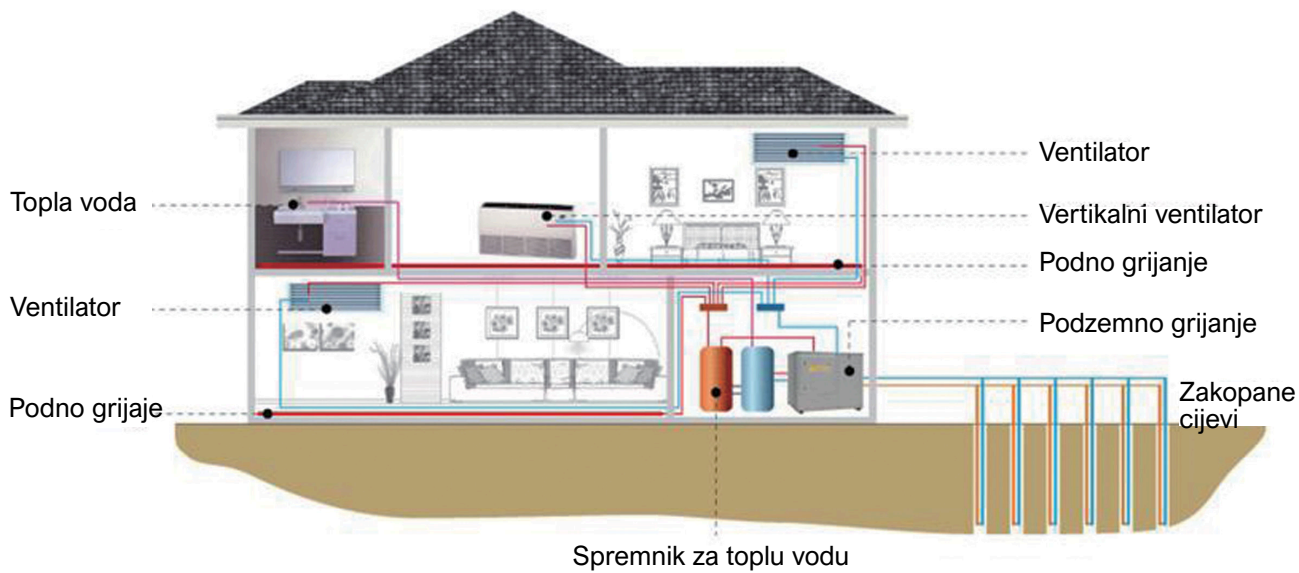 Topla voda
Ventilator
Podno grijaje
Ventilator
Vertikalni ventilator
Podno grijanje
Podzemno grijanje
Zakopane
cijevi
Spremnik za toplu vodu